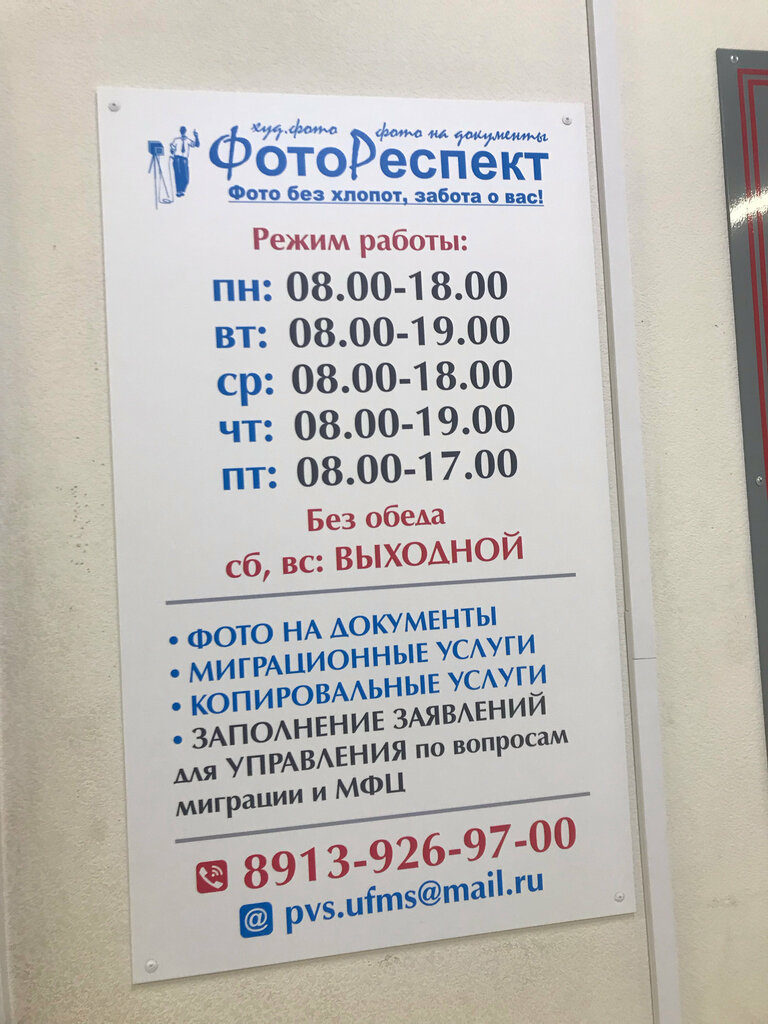 худ.фото фото на документы
ФотоРеспект
Фото без хлопот, забота о вас!
Режим работы:
пн: 08.00-18.00
вт: 08.00-19.00
ср: 08.00-18.00
чт: 08.00-19.00
пт: 08.00-17.00
Без обеда
сб, вс: ВЫХОДНОЙ
• ФОТО НА ДОКУМЕНТЫ
• МИГРАЦИОННЫЕ УСЛУГИ
• КОПИРОВАЛЬНЫЕ УСЛУГИ
• ЗАПОЛНЕНИЕ ЗАЯВЛЕНИЙ
для УПРАВЛЕНИЯ по вопросам
миграции и МФЦ
8913-926-97-00
@ pvs.ufms@mail.ru